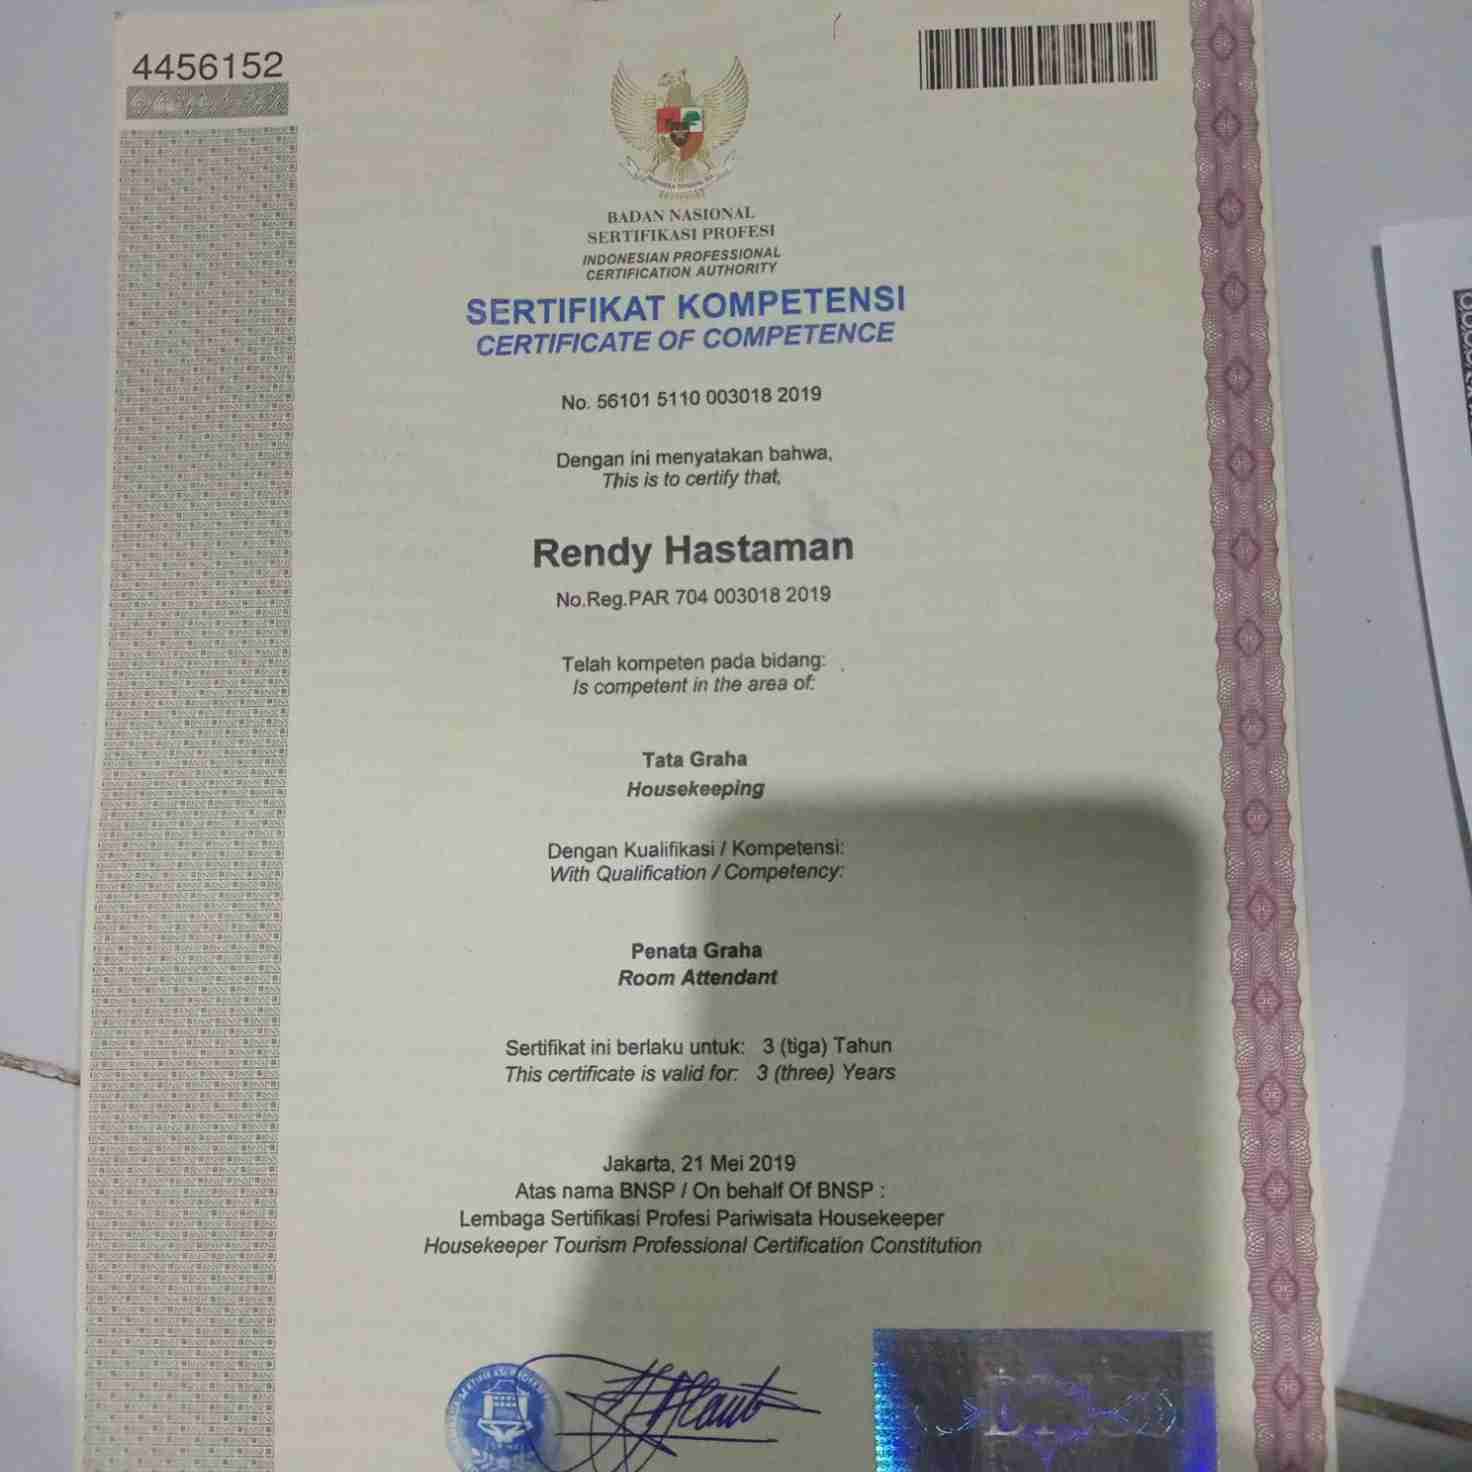 4456152
BADAN NASIONAL
SERTIFIKASI PROFESI
INDONESIAN PROFESSIONAL
CERTIFICATION AUTHORITY
SERTIFIKAT KOMPETENSI
CERTIFICATE OF COMPETENCE
No. 56101 5110 003018 2019
Dengan ini menyatakan bahwa,
This is to certify that,
Rendy Hastaman
No.Reg.PAR 704 003018 2019
Telah kompeten pada bidang:
Is competent in the area of:
Tata Graha
Housekeeping
Dengan Kualifikasi / Kompetensi:
With Qualification / Competency:
Penata Graha
Room Attendant
Sertifikat ini berlaku untuk: 3 (tiga) Tahun
This certificate is valid for: 3 (three) Years
Jakarta, 21 Mei 2019
Atas nama BNSP / On behalf Of BNSP :
Lembaga Sertifikasi Profesi Pariwisata Housekeeper
Housekeeper Tourism Professional Certification Constitution